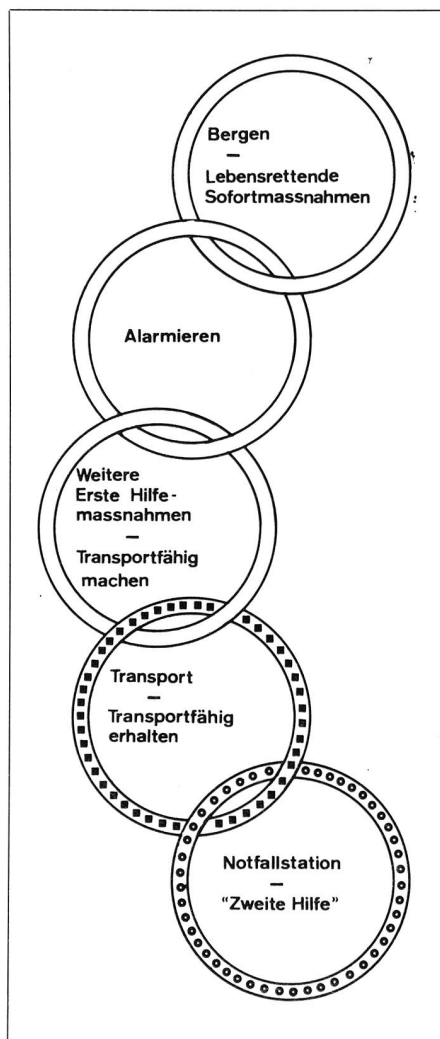 Bergen
–
Lebensrettende
Sofortmassnahmen
Alarmieren
Weitere
Erste Hilfe-
massnahmen
–
Transportfähig
machen
Transport
–
Transportfähig
erhalten
Notfallstation
–
“Zweite Hilfe”